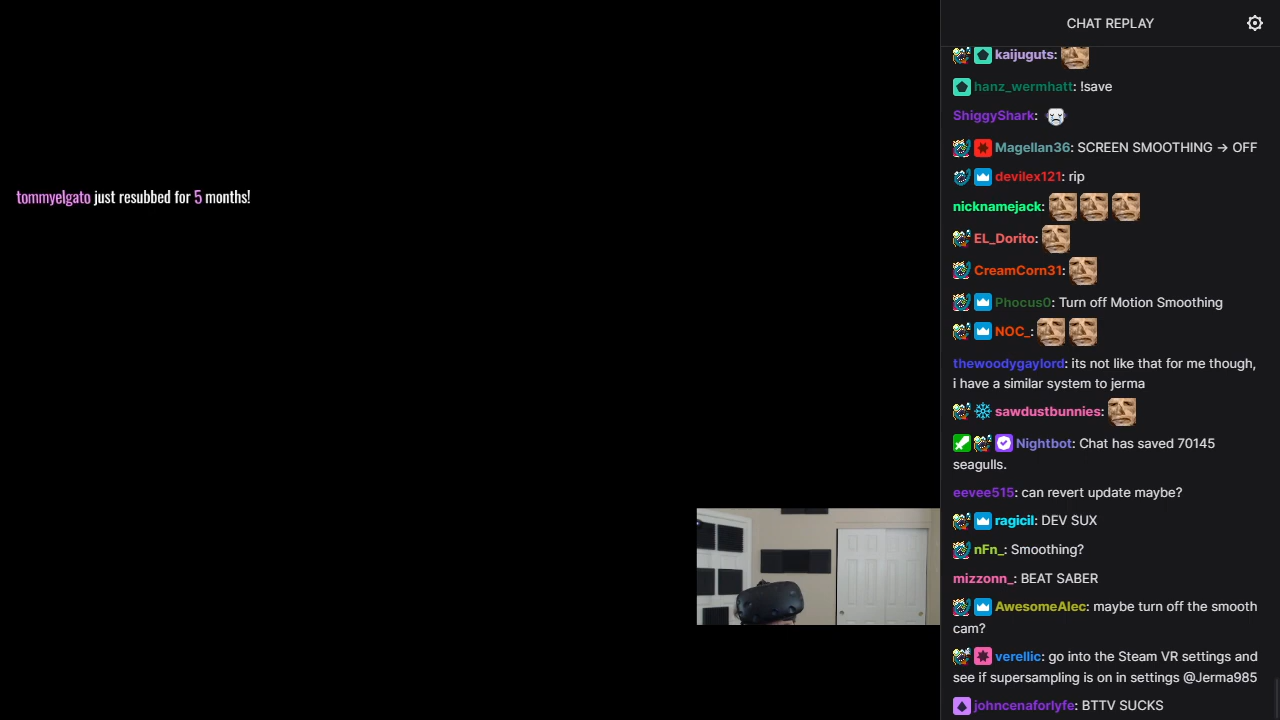 CHAT REPLAY
kaijuguts:
hanz_wermhatt: !save
ShiggyShark:
Magellan36: SCREEN SMOOTHING → OFF
devilex121: rip
nicknamejack:
EL_Dorito:
CreamCorn31:
Phocus0: Turn off Motion Smoothing
NOC_:
thewoodygaylord: its not like that for me though,
i have a similar system to jerma
sawdustbunnies:
Nightbot: Chat has saved 70145
seagulls.
eevee515: can revert update maybe?
ragicil: DEV SUX
nFn_: Smoothing?
mizzonn_: BEAT SABER
AwesomeAlec: maybe turn off the smooth
cam?
verellic: go into the Steam VR settings and
see if supersampling is on in settings @Jerma985
johncenaforlyfe: BTTV SUCKS
tommyelgato just resubbed for 5 months!